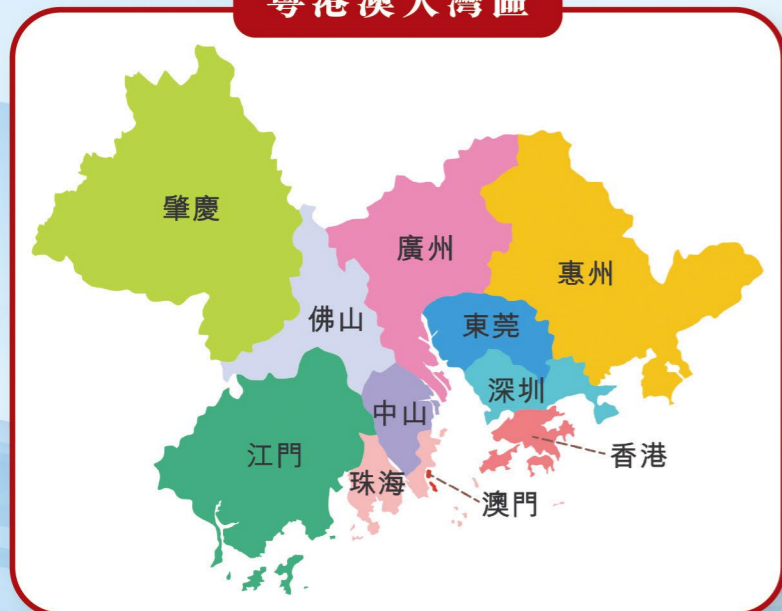 粵港澳大灣區
肇慶
廣州
惠州
佛山
東莞
深圳
中山
江門
香港
珠海
澳門